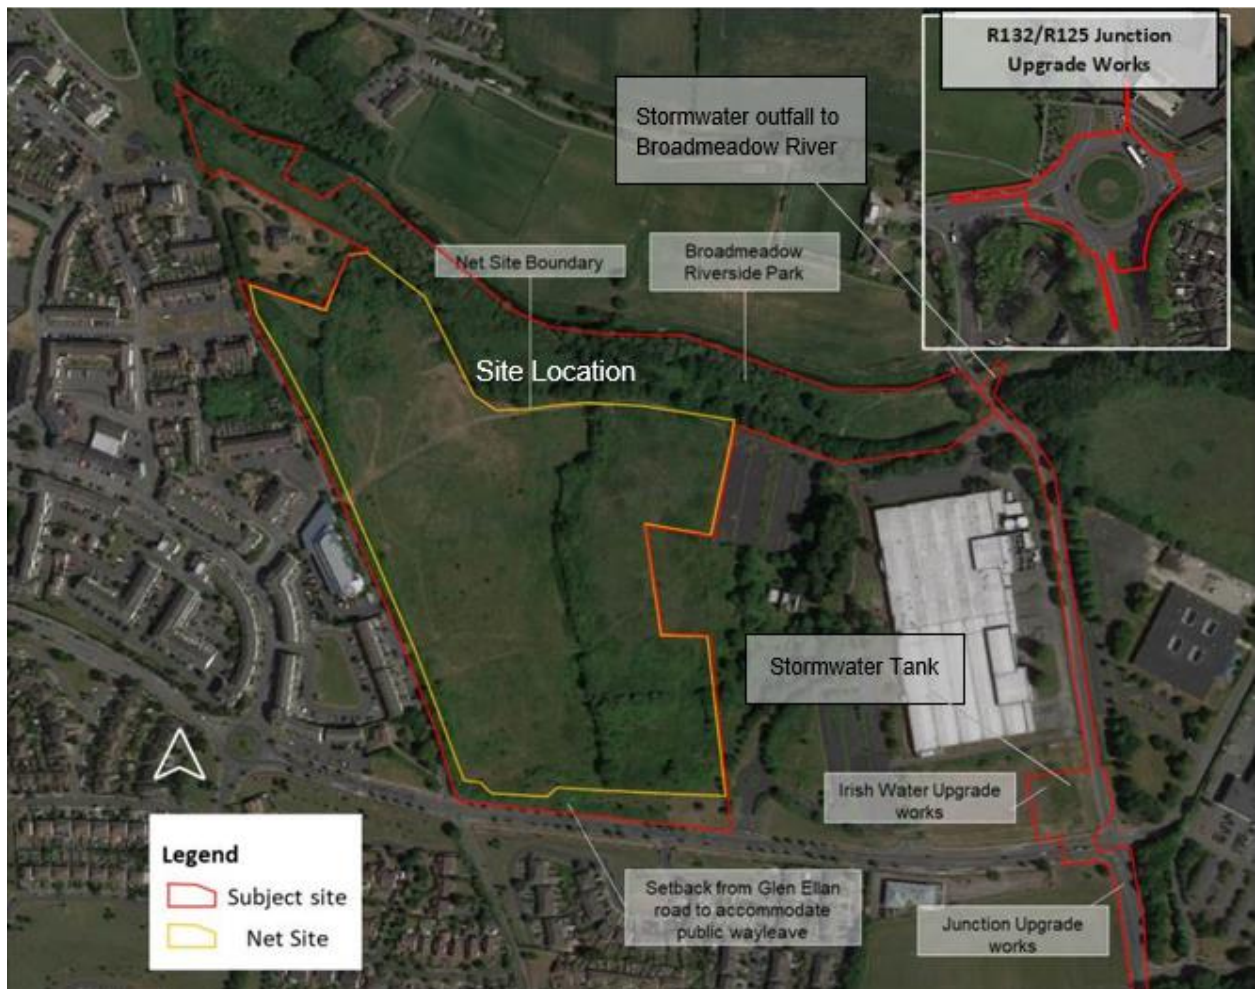 R132/R125 Junction
Upgrade Works
Stormwater outfall to
Broadmeadow River
Net Site Boundary
Broadmeadow
Riverside Park
Site Location
Stormwater Tank
Irish Water Upgrade
works
Legend
Subject site
Net Site
Setback from Glen Ellan
road to accommodate
public wayleave
Junction Upgrade
works